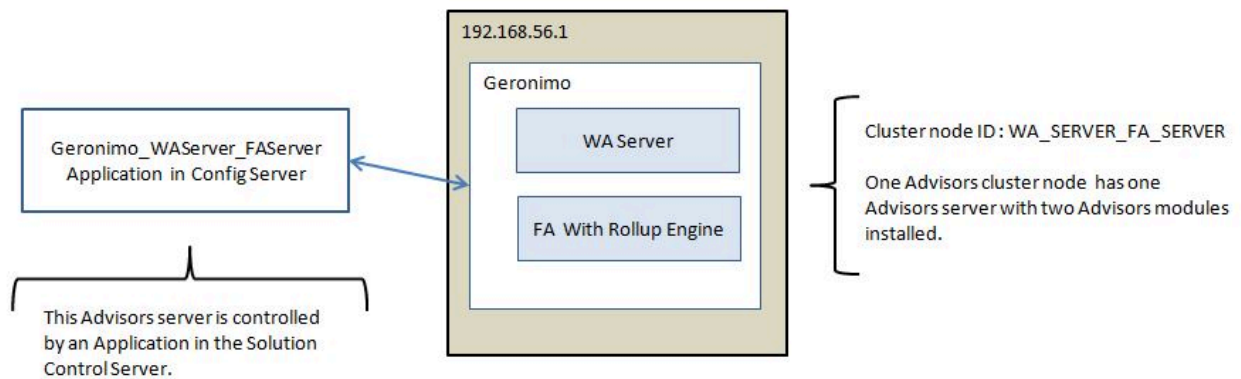 192.168.56.1
Geronimo
WA Server
FA With Rollup Engine
Geronimo_WAServer_FAServer
Application in Config Server
This Advisors server is controlled
by an Application in the Solution
Control Server.
Cluster node ID : WA_SERVER_FA_SERVER
One Advisors cluster node has one
Advisors server with two Advisors modules
installed.